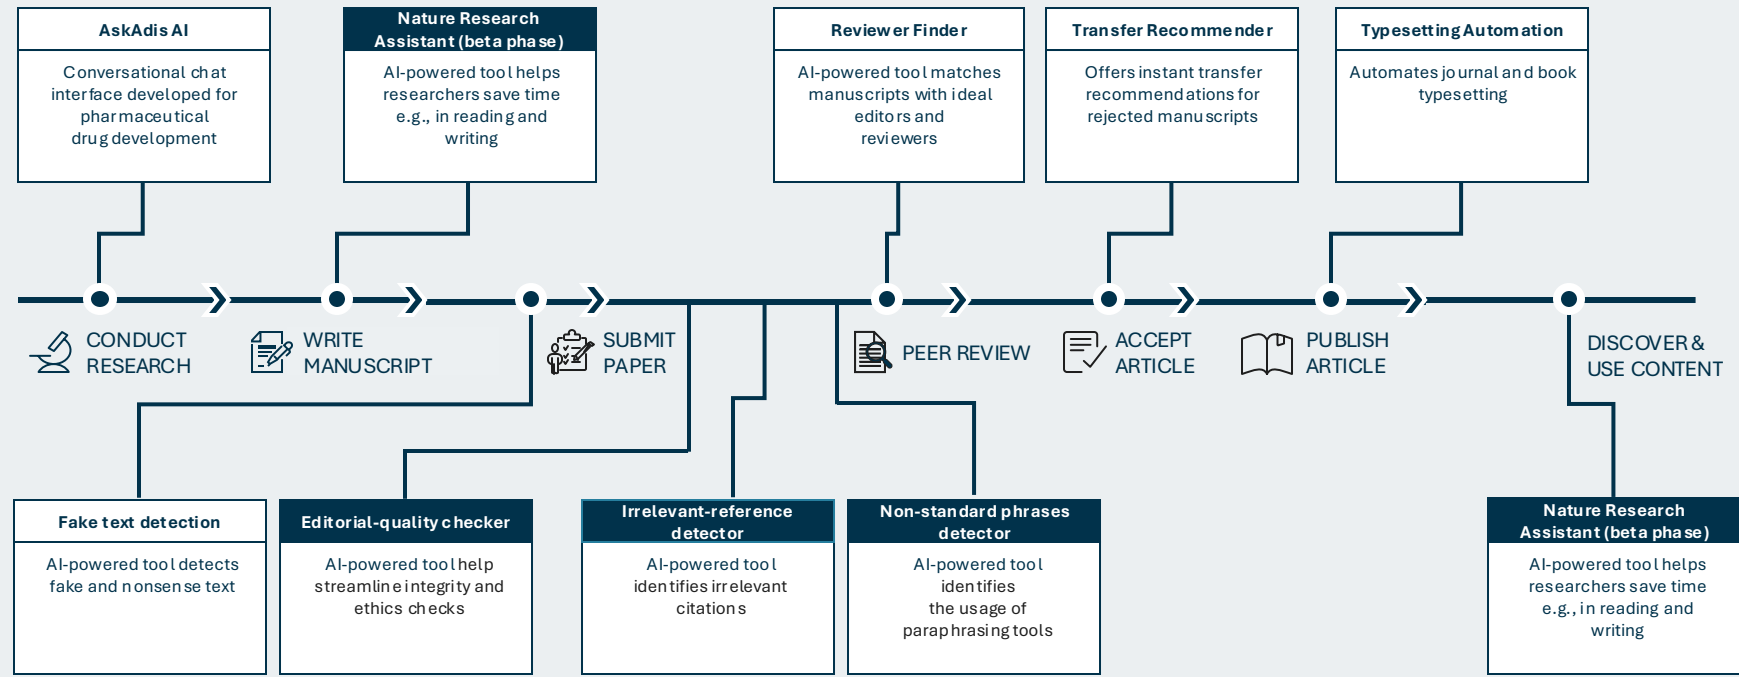 AskAdis AI
Conversational chat
interface developed for
pharmaceutical
drug development
Nature Research
Assistant (beta phase)
AI-powered tool helps
researchers save time
e.g., in reading and
writing
Reviewer Finder
AI-powered tool matches
manuscripts with ideal
editors and
reviewers
Transfer Recommender
Offers instant transfer
recommendations for
rejected manuscripts
Typesetting Automation
Automates journal and book
typesetting
CONDUCT
RESEARCH
WRITE
MANUSCRIPT
SUBMIT
PAPER
PEER REVIEW
ACCEPT
ARTICLE
PUBLISH
ARTICLE
DISCOVER &
USE CONTENT
Fake text detection
AI-powered tool detects
fake and nonsense text
Editorial-quality checker
AI-powered tool help
streamline integrity and
ethics checks
Irrelevant-reference
detector
AI-powered tool
identifies irrelevant
citations
Non-standard phrases
detector
AI-powered tool
identifies
the usage of
paraphrasing tools
Nature Research
Assistant (beta phase)
AI-powered tool helps
researchers save time
e.g., in reading and
writing